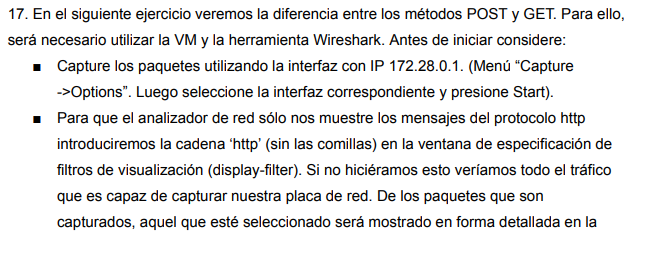 17. En el siguiente ejercicio veremos la diferencia entre los métodos POST y GET. Para ello,
será necesario utilizar la VM y la herramienta Wireshark. Antes de iniciar considere:
■ Capture los paquetes utilizando la interfaz con IP 172.28.0.1. (Menú “Capture
->Options”. Luego seleccione la interfaz correspondiente y presione Start).
■ Para que el analizador de red sólo nos muestre los mensajes del protocolo http
introduciremos la cadena ‘http’ (sin las comillas) en la ventana de especificación de
filtros de visualización (display-filter). Si no hiciéramos esto veríamos todo el tráfico
que es capaz de capturar nuestra placa de red. De los paquetes que son
capturados, aquel que esté seleccionado será mostrado en forma detallada en la